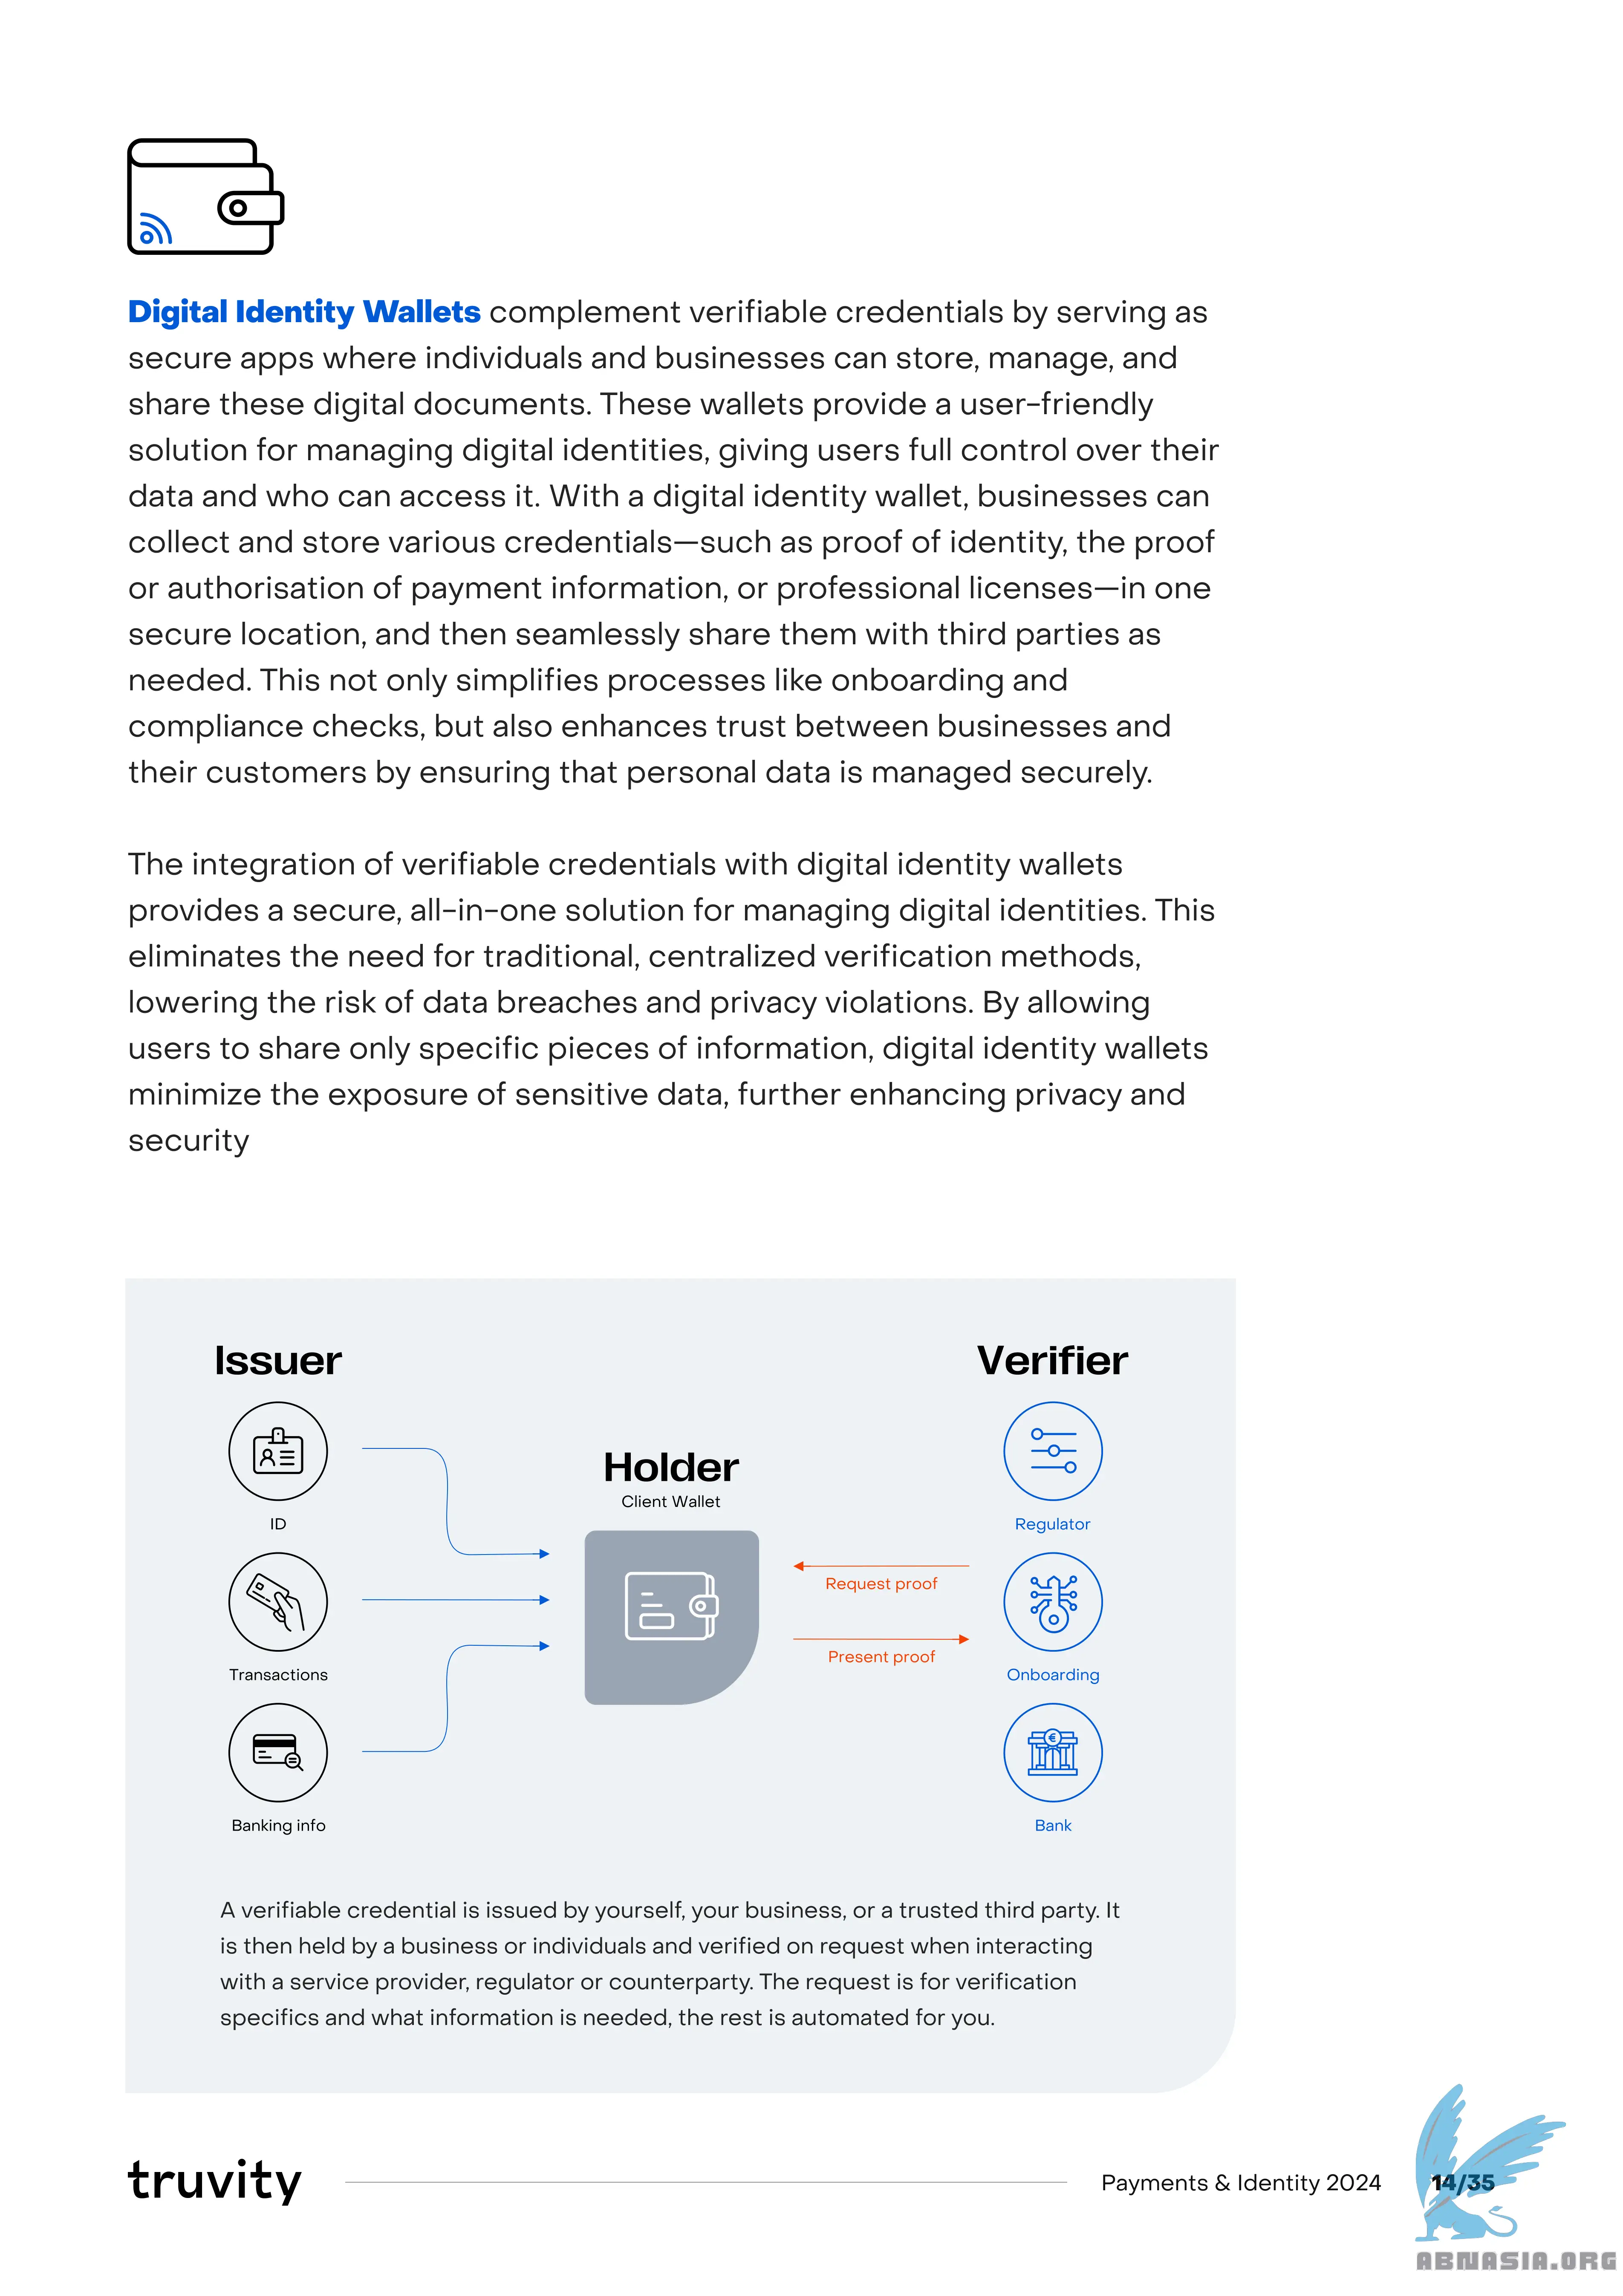 Digital Identity Wallets complement verifiable credentials by serving as
secure apps where individuals and businesses can store, manage, and
share these digital documents. These wallets provide a user-friendly
solution for managing digital identities, giving users full control over their
data and who can access it. With a digital identity wallet, businesses can
collect and store various credentials—such as proof of identity, the proof
or authorisation of payment information, or professional licenses—in one
secure location, and then seamlessly share them with third parties as
needed. This not only simplifies processes like onboarding and
compliance checks, but also enhances trust between businesses and
their customers by ensuring that personal data is managed securely.
The integration of verifiable credentials with digital identity wallets
provides a secure, all-in-one solution for managing digital identities. This
eliminates the need for traditional, centralized verification methods,
lowering the risk of data breaches and privacy violations. By allowing
users to share only specific pieces of information, digital identity wallets
minimize the exposure of sensitive data, further enhancing privacy and
security
Issuer
ID
Transactions
Banking info
Holder
Client Wallet
Request proof
Present proof
Verifier
Regulator
Onboarding
Bank
A verifiable credential is issued by yourself, your business, or a trusted third party. It
is then held by a business or individuals and verified on request when interacting
with a service provider, regulator or counterparty. The request is for verification
specifics and what information is needed, the rest is automated for you.
truvity
Payments & Identity 2024
14/35
ABNASIA.ORG